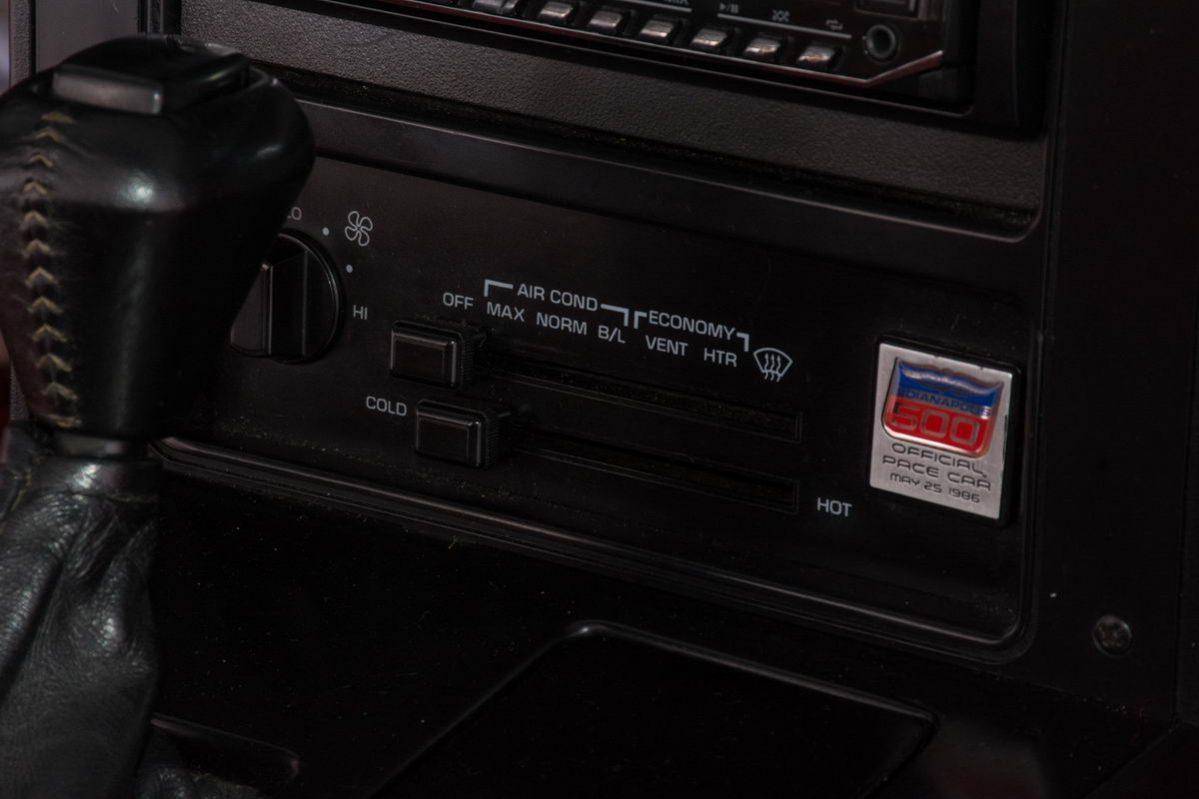 HI
AIR COND
ECONOMY
OFF MAX NORM B/L VENT HTR
COLD
HOT
INDIANAPOLIS
500
OFFICIAL
PACE CAR
MAY 25 1986